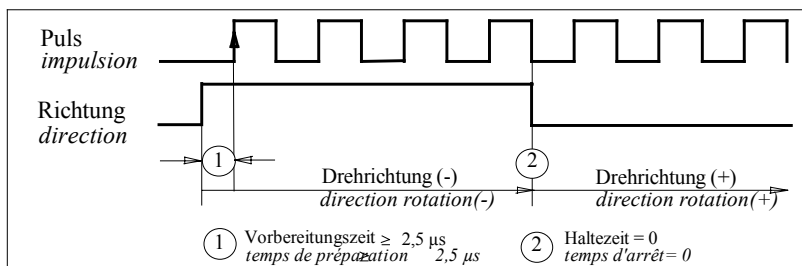 Puls
impulsion
Richtung
direction
1
2
Drehrichtung (-)
direction rotation(-)
Drehrichtung (+)
direction rotation(+)
1 Vorbereitungszeit ≥ 2,5 µs
temps de préparation ≥ 2,5 µs
2 Haltezeit = 0
temps d'arrêt = 0